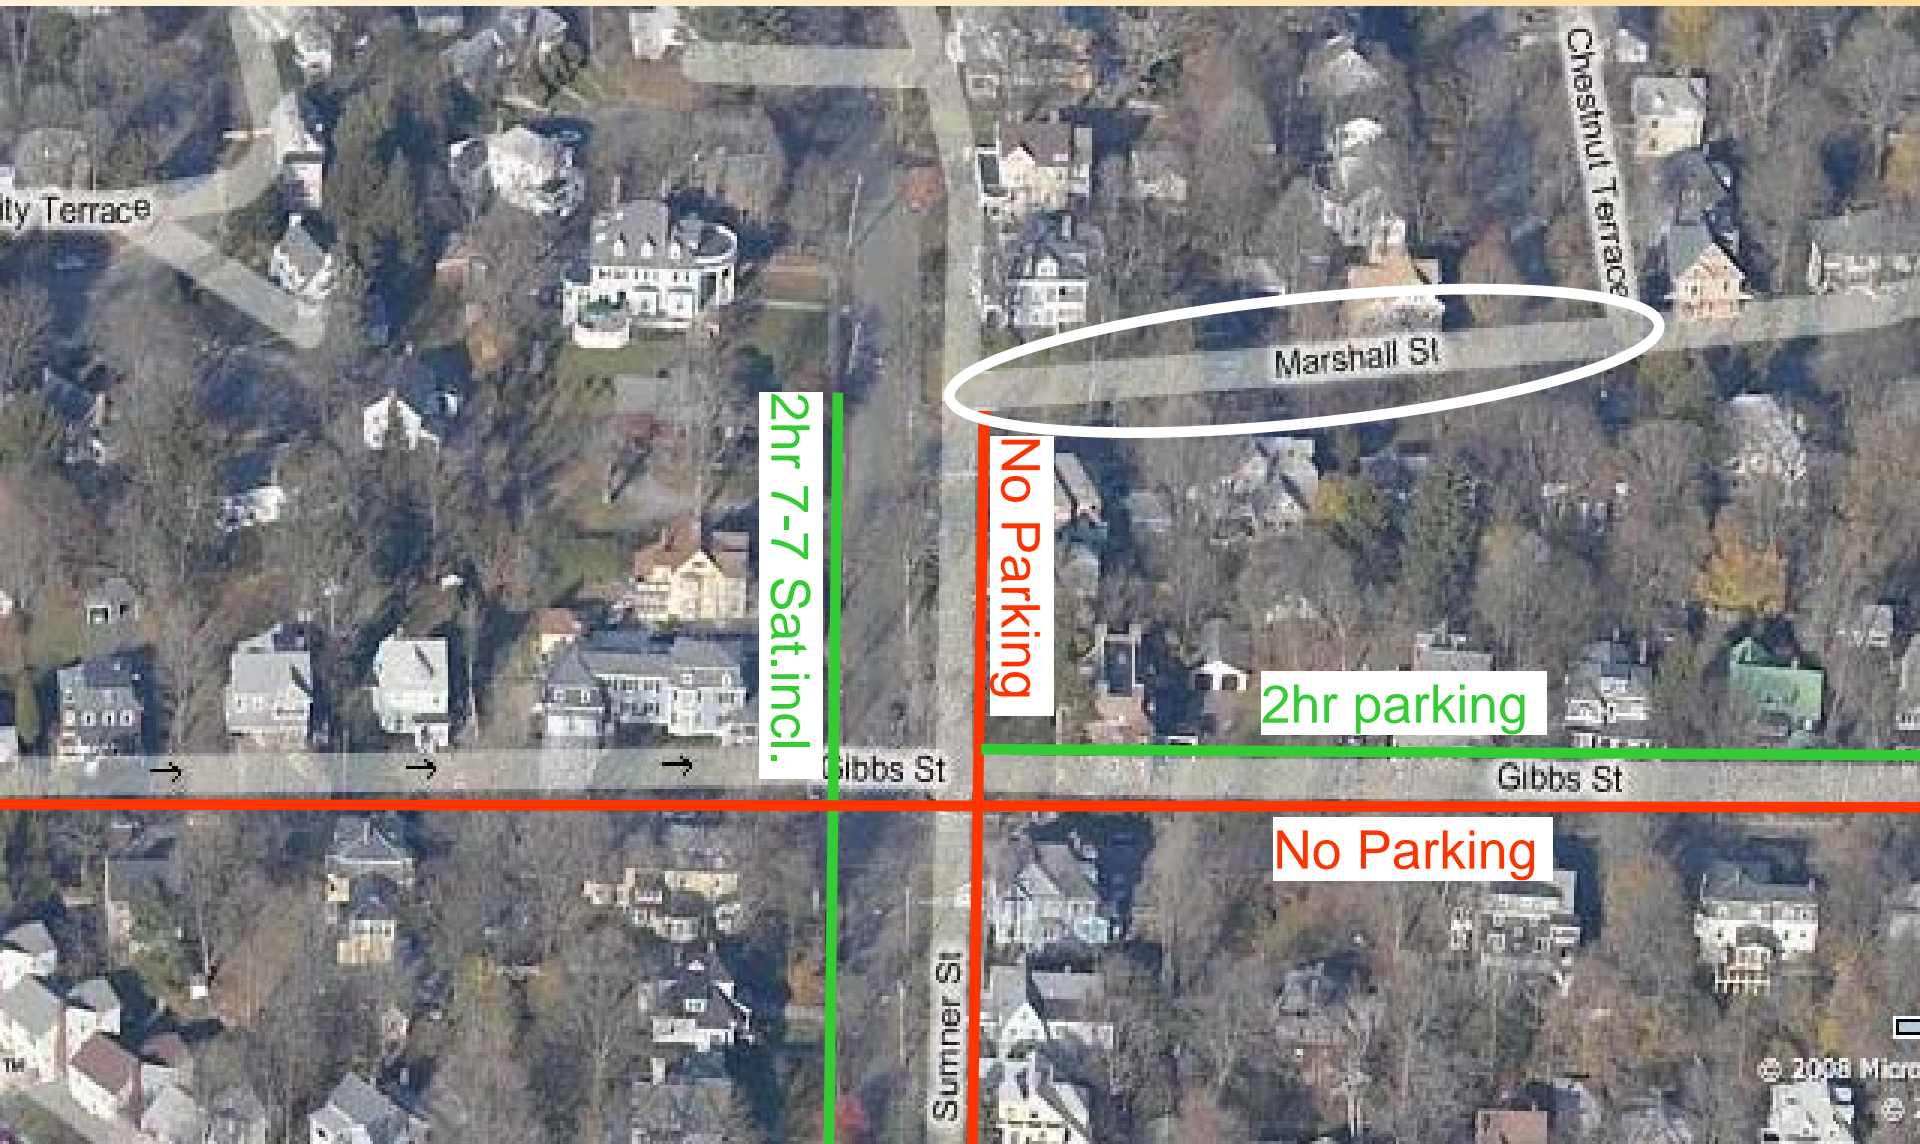 Chestnut Terrace
ity Terrace
Marshall St
2hr 7-7 Sat.incl.
No Parking
2hr parking
Gibbs St
Gibbs St
No Parking
Sumner St
TM
© 2008 Micro
©